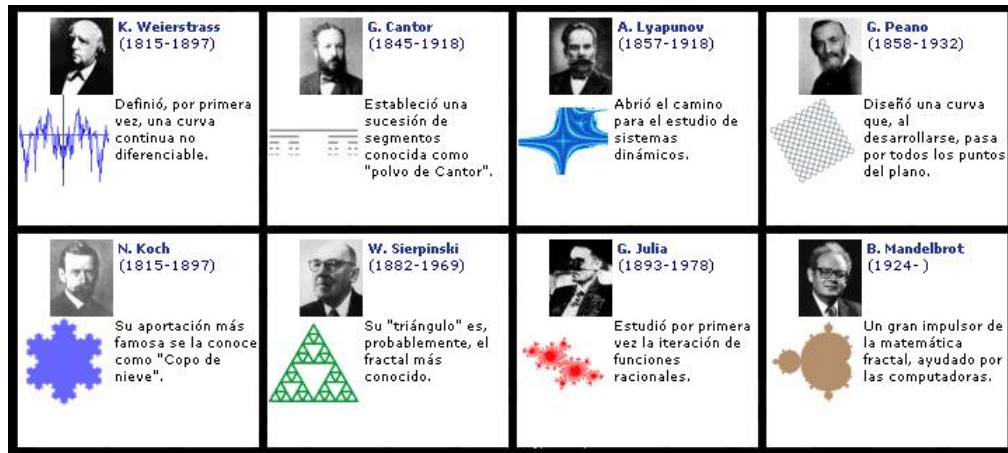 K. Weierstrass
(1815-1897)
Definió, por primera
vez, una curva
continua no
diferenciable.
G. Cantor
(1845-1918)
Estableció una
sucesión de
segmentos
conocida como
"polvo de Cantor".
A. Lyapunov
(1857-1918)
Abrió el camino
para el estudio de
sistemas
dinámicos.
G. Peano
(1858-1932)
Diseñó una curva
que, al
desarrollarse, pasa
por todos los puntos
del plano.
N. Koch
(1815-1897)
Su aportación más
famosa se la conoce
como "Copo de
nieve".
W. Sierpinski
(1882-1969)
Su "triángulo" es,
probablemente, el
fractal más
conocido.
G. Julia
(1893-1978)
Estudió por primera
vez la iteración de
funciones
racionales.
B. Mandelbrot
(1924- )
Un gran impulsor de
la matemática
fractal, ayudado por
las computadoras.